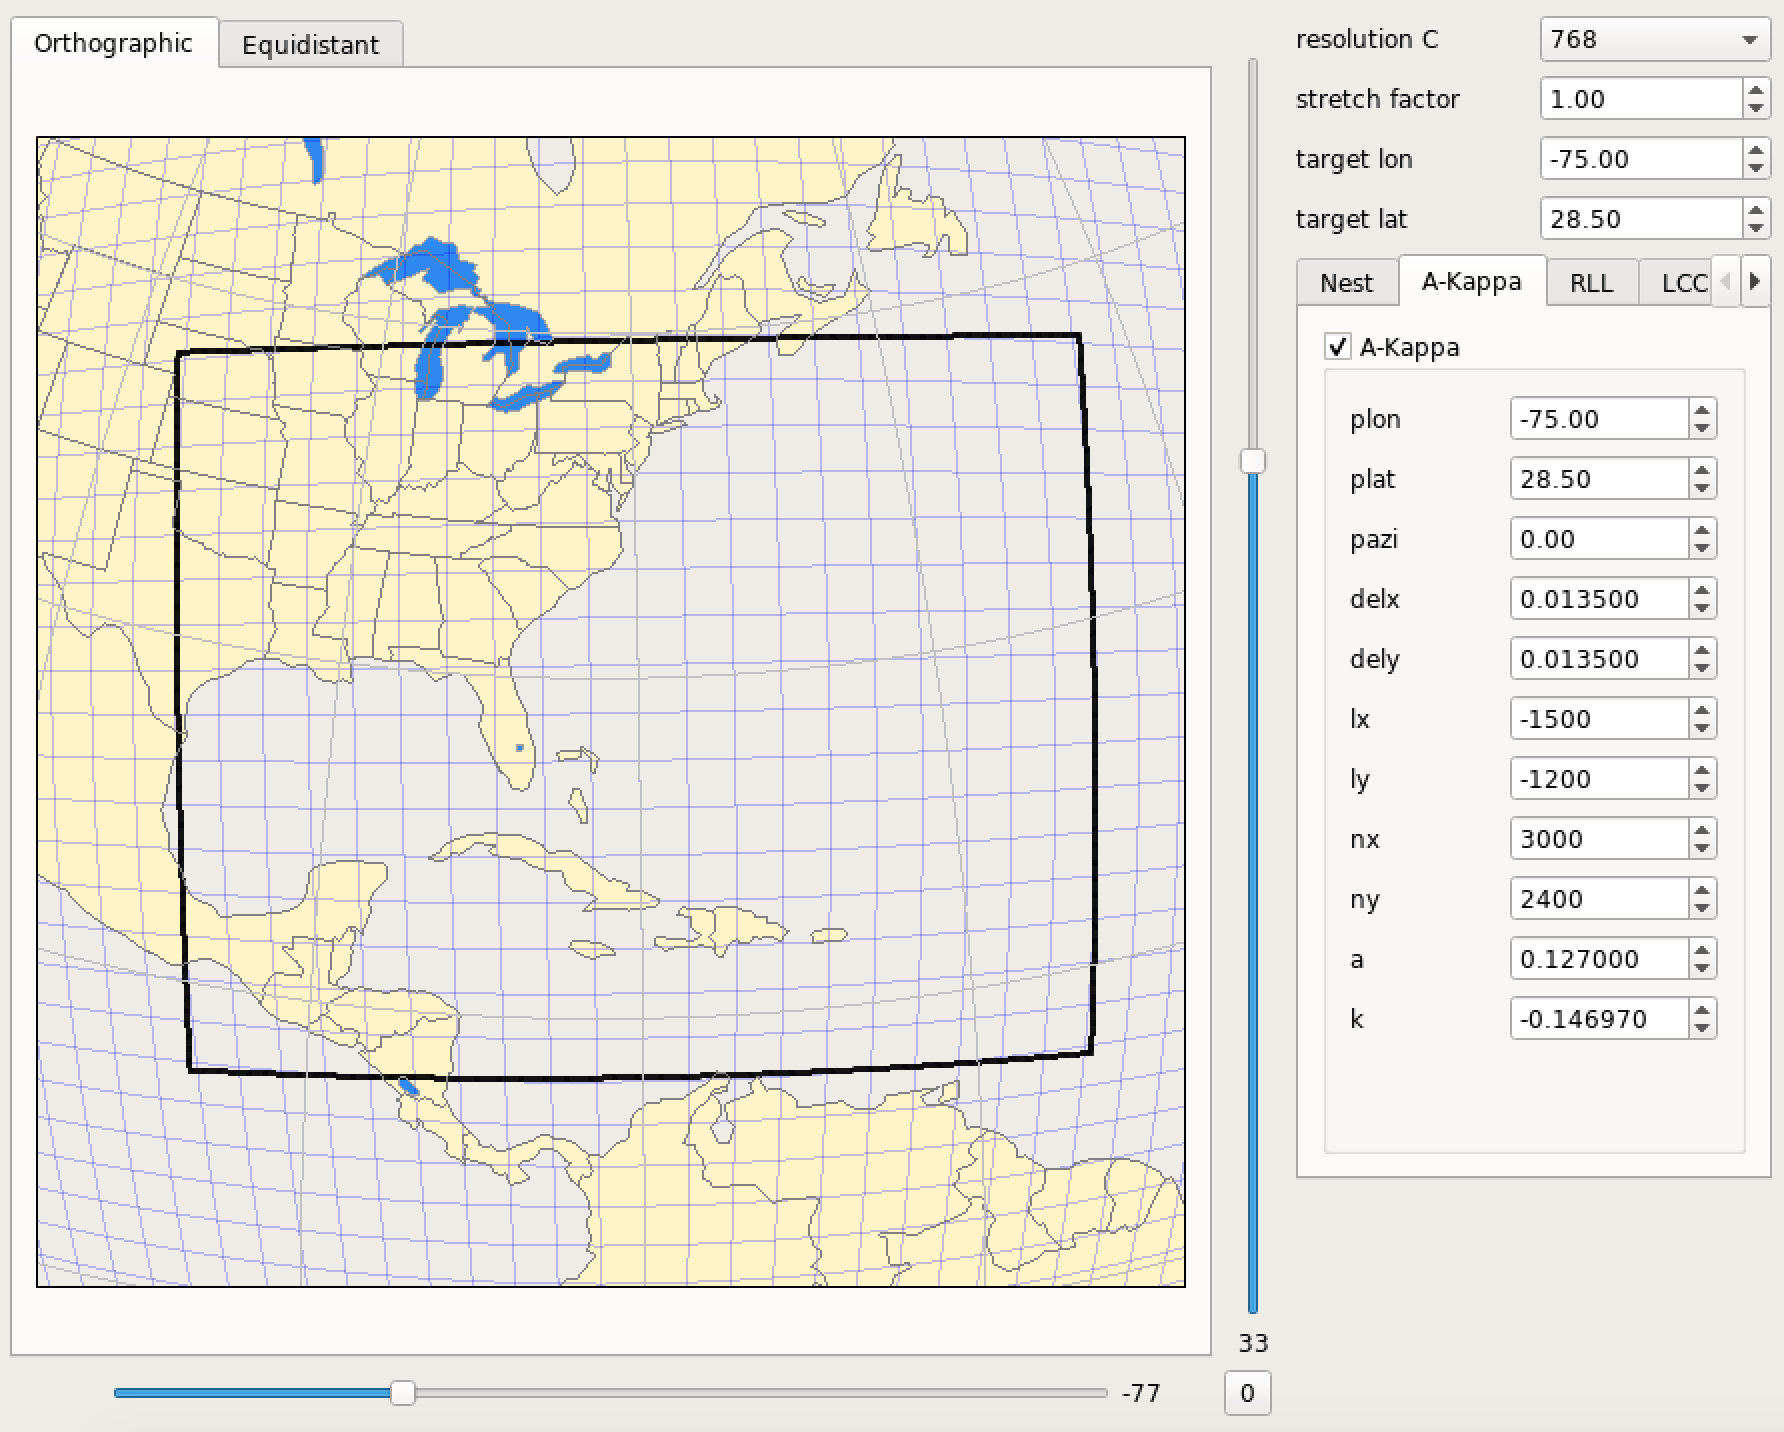 Orthographic Equidistant
33
-77 0
resolution C 768
stretch factor 1.00
target lon -75.00
target lat 28.50
Nest A-Kappa RLL LCC
A-Kappa
plon -75.00
plat 28.50
pazi 0.00
delx 0.013500
dely 0.013500
lx -1500
ly -1200
nx 3000
ny 2400
a 0.127000
k -0.146970